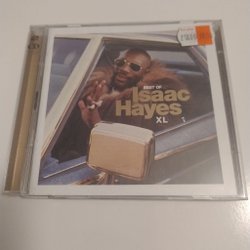 BEST OF
Isaac
Hayes
XL